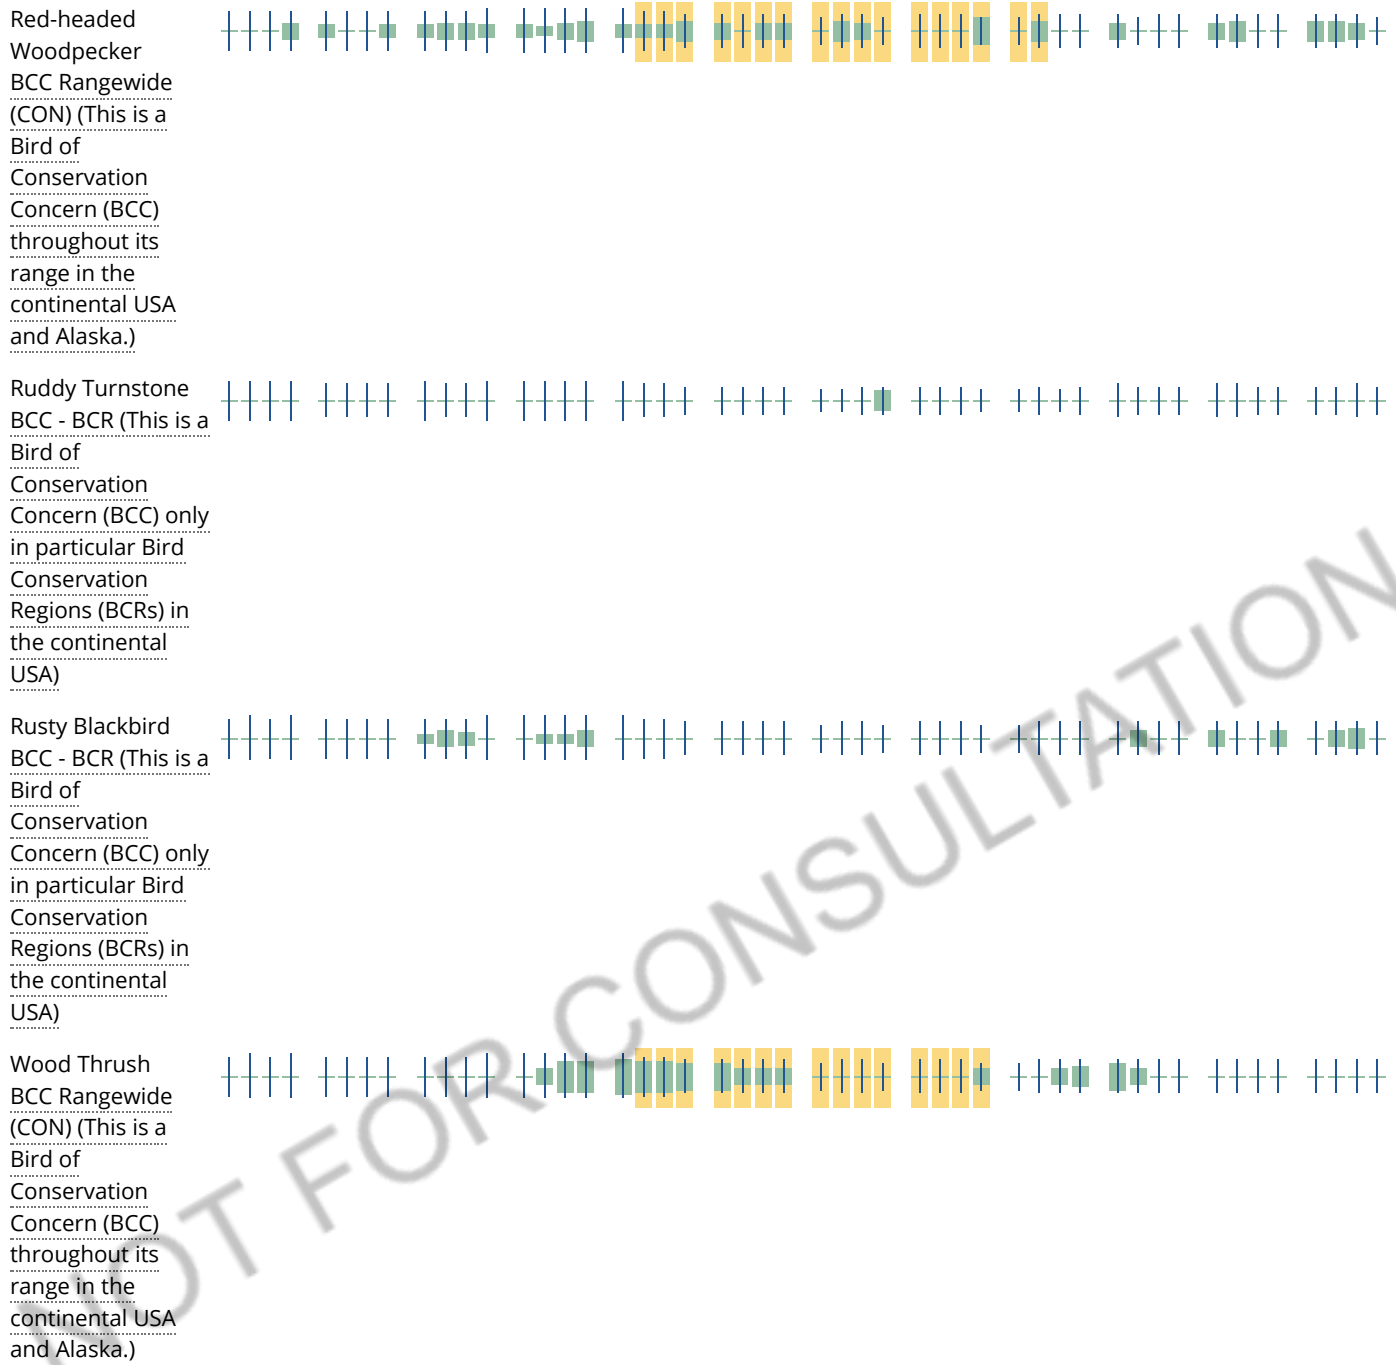 Red-headed
Woodpecker
BCC Rangewide
(CON) (This is a
Bird of
Conservation
Concern (BCC)
throughout its
range in the
continental USA
and Alaska.)
Ruddy Turnstone
BCC - BCR (This is a
Bird of
Conservation
Concern (BCC) only
in particular Bird
Conservation
Regions (BCRs) in
the continental
USA)
Rusty Blackbird
BCC - BCR (This is a
Bird of
Conservation
Concern (BCC) only
in particular Bird
Conservation
Regions (BCRs) in
the continental
USA)
Wood Thrush
BCC Rangewide
(CON) (This is a
Bird of
Conservation
Concern (BCC)
throughout its
range in the
continental USA
and Alaska.)
NOT FOR CONSULTATION